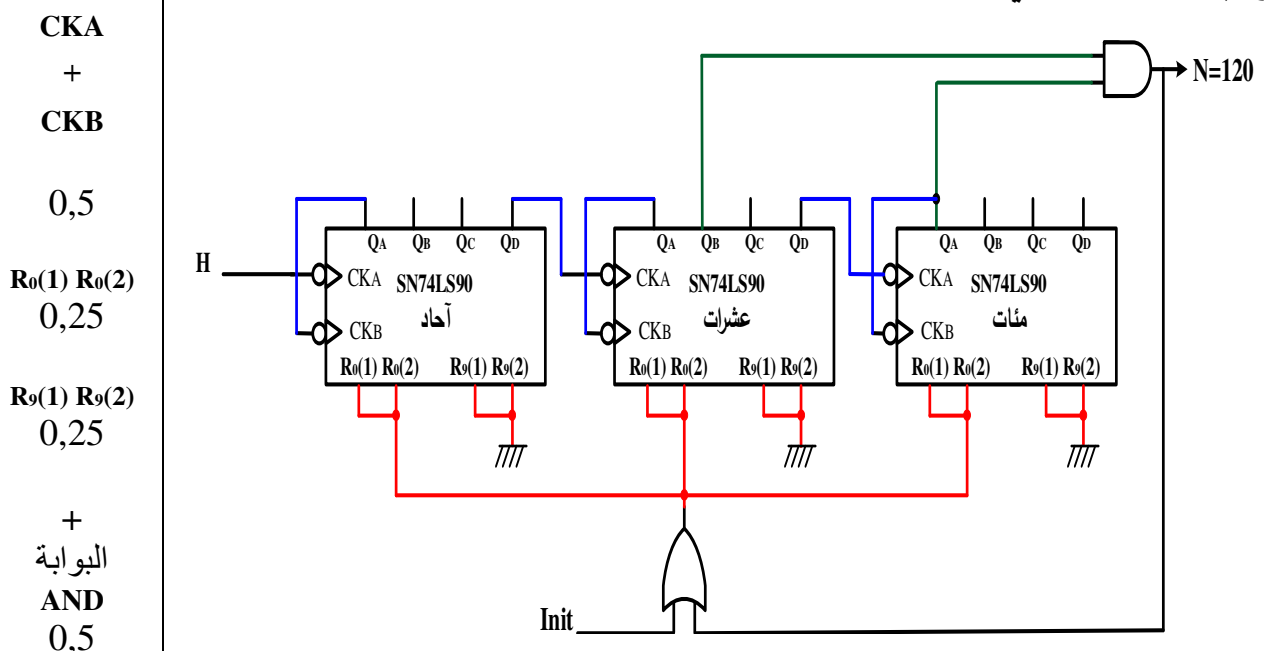 CKA
+
CKB
0,5
R0(1) R0(2)
0,25
R9(1) R9(2)
0,25
+
البوابة
AND
0,5
N=120
H
QA QB QC QD
CKA SN74LS90
آحاد
CKB
R0(1) R0(2) R9(1) R9(2)
QA QB QC QD
CKA SN74LS90
عشرات
CKB
R0(1) R0(2) R9(1) R9(2)
QA QB QC QD
CKA SN74LS90
مئات
CKB
R0(1) R0(2) R9(1) R9(2)
Init